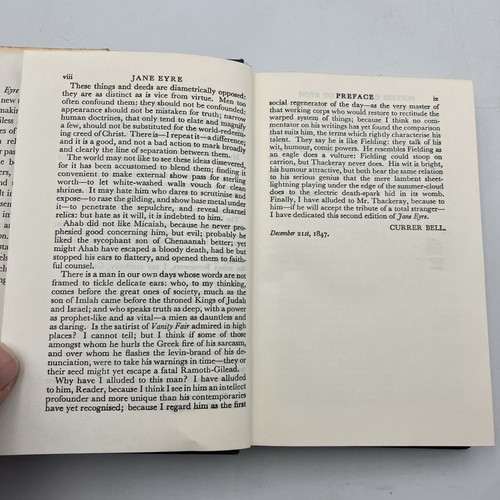 Eyre
new
making
less
rel
pas
th
in
an
o
viii JANE EYRE
These things and deeds are diametrically opposed:
they are as distinct as is vice from virtue. Men too
often confound them: they should not be confounded:
appearance should not be mistaken for truth; narrow
human doctrines, that only tend to elate and magnify
a few, should not be substituted for the world-redeem-
ing creed of Christ. There is—I repeat it—a difference;
and it is a good, and not a bad action to mark broadly
and clearly the line of separation between them.
The world may not like to see these ideas dissevered,
for it has been accustomed to blend them; finding it
convenient to make external show pass for sterling
worth—to let white-washed walls vouch for clean
shrines. It may hate him who dares to scrutinise and
expose—to rase the gilding, and show base metal under
it—to penetrate the sepulchre, and reveal charnel
relics: but hate as it will, it is indebted to him.
Ahab did not like Micaiah, because he never pro-
phesied good concerning him, but evil; probably he
liked the sycophant son of Chenaanah better; yet
might Ahab have escaped a bloody death, had he but
stopped his ears to flattery, and opened them to faith-
ful counsel.
There is a man in our own days whose words are not
framed to tickle delicate ears: who, to my thinking,
comes before the great ones of society, much as the
son of Imlah came before the throned Kings of Judah
and Israel; and who speaks truth as deep, with a power
as prophet-like and as vital—a mien as dauntless and
as daring. Is the satirist of Vanity Fair admired in high
places? I cannot tell; but I think if some of those
amongst whom he hurls the Greek fire of his sarcasm,
and over whom he flashes the levin-brand of his de-
nunciation, were to take his warnings in time—they or
their seed might yet escape a fatal Ramoth-Gilead.
Why have I alluded to this man? I have alluded
to him, Reader, because I think I see in him an intellect
profounder and more unique than his contemporaries
have yet recognised; because I regard him as the first
PREFACE ix
social regenerator of the day—as the very master of
that working corps who would restore to rectitude the
warped system of things; because I think no com-
mentator on his writings has yet found the comparison
that suits him, the terms which rightly characterise his
talent. They say he is like Fielding: they talk of his
wit, humour, comic powers. He resembles Fielding as
an eagle does a vulture: Fielding could stoop on
carrion, but Thackeray never does. His wit is bright,
his humour attractive, but both bear the same relation
to his serious genius that the mere lambent sheet-
lightning playing under the edge of the summer-cloud
does to the electric death-spark hid in its womb.
Finally, I have alluded to Mr. Thackeray, because to
him—if he will accept the tribute of a total stranger—
I have dedicated this second edition of Jane Eyre.
CURRER BELL.
December 21st, 1847.